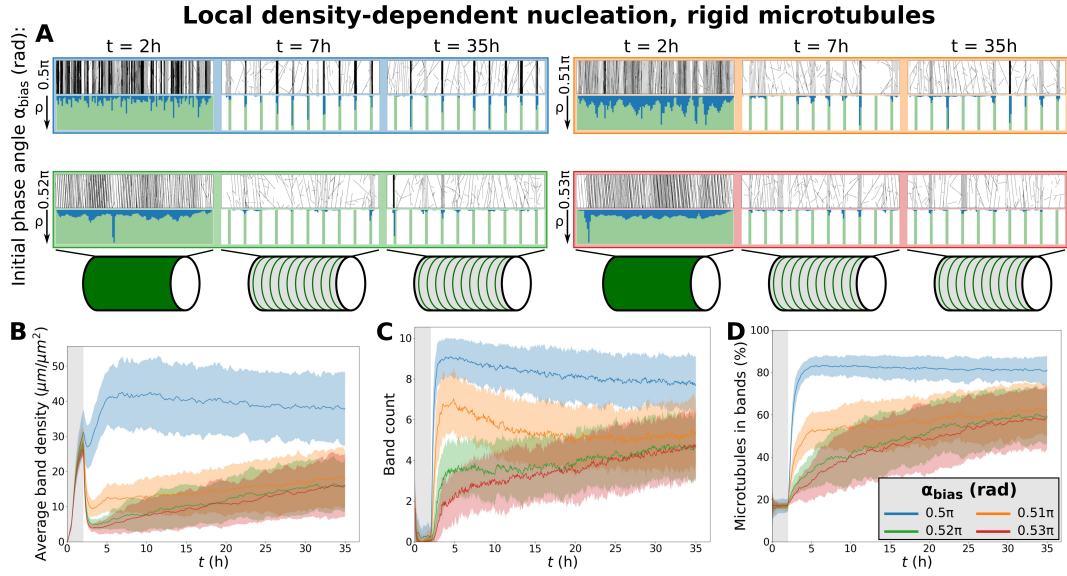 Local density-dependent nucleation, rigid microtubules
A
Initial phase angle α_bias (rad):
t = 2h
t = 7h
t = 35h
t = 2h
t = 7h
t = 35h
0.5π
ρ
0.51π
ρ
0.52π
ρ
0.53π
ρ
B
Average band density (μm/μm²)
50
40
30
20
10
0
0 5 10 15 20 25 30 35
t (h)
C
Band count
10
8
6
4
2
0
0 5 10 15 20 25 30 35
t (h)
D
Microtubules in bands (%)
100
80
60
40
20
0
0 5 10 15 20 25 30 35
t (h)
α_bias (rad)
0.5π 0.51π
0.52π 0.53π